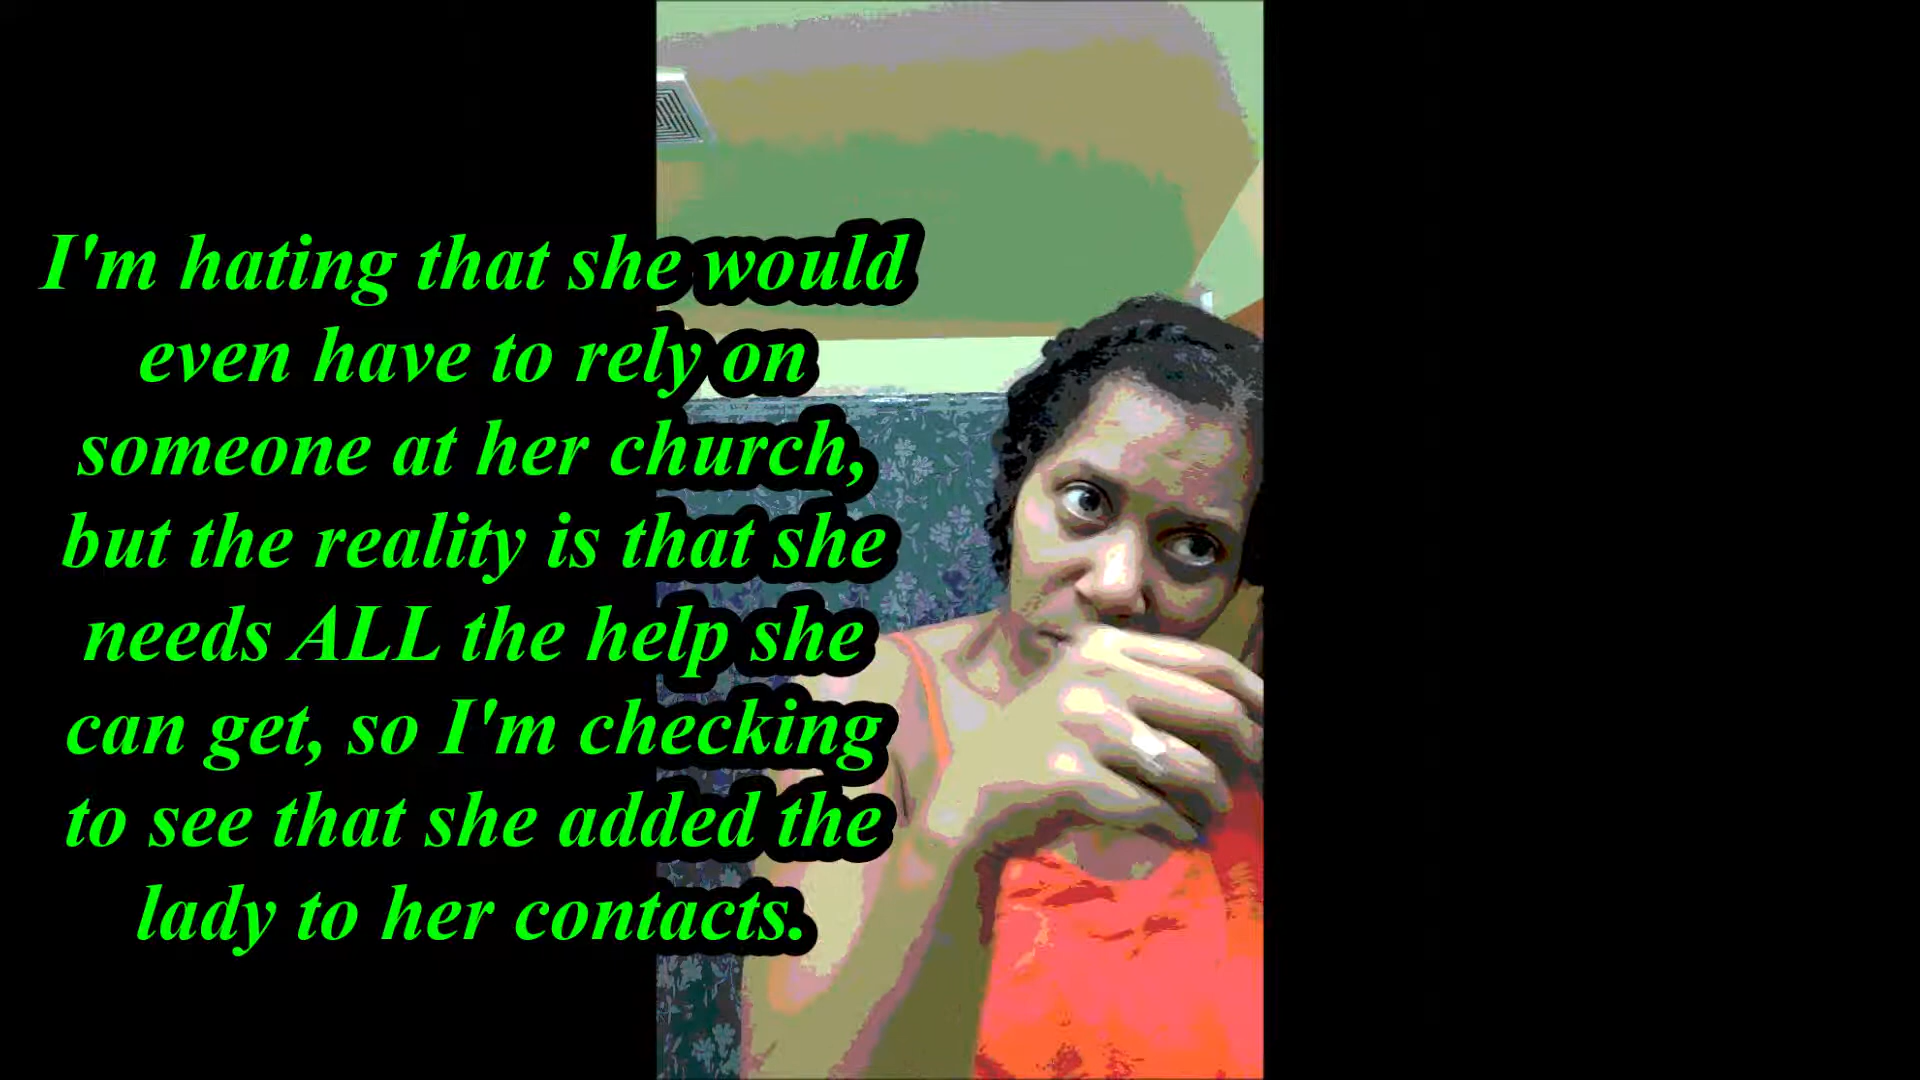 I'm hating that she would
even have to rely on
someone at her church,
but the reality is that she
needs ALL the help she
can get, so I'm checking
to see that she added the
lady to her contacts.